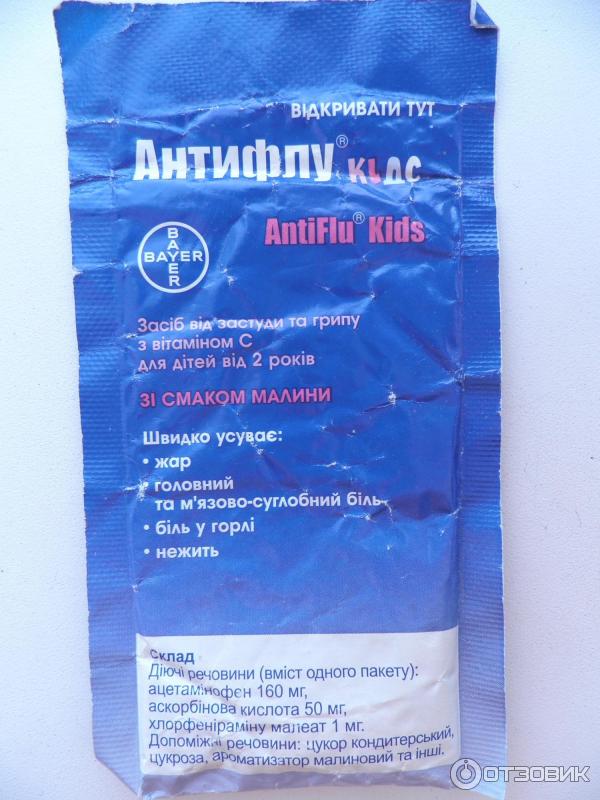 ВІДКРИВАТИ ТУТ
Антифлу® КіДС
AntiFlu® Kids
BAYER
BAYER
Засіб від застуди та грипу
з вітаміном С
для дітей від 2 років
ЗІ СМАКОМ МАЛИНИ
Швидко усуває:
• жар
• головний
та м'язово-суглобний біль
• біль у горлі
• нежить
Склад
Діючі речовини (вміст одного пакету):
ацетамінофєн 160 мг,
аскорбінова кислота 50 мг,
хлорфеніраміну малеат 1 мг.
Допоміжні речовини: цукор кондитерський,
цукроза, ароматизатор малиновий та інші.
ОТЗОВИК